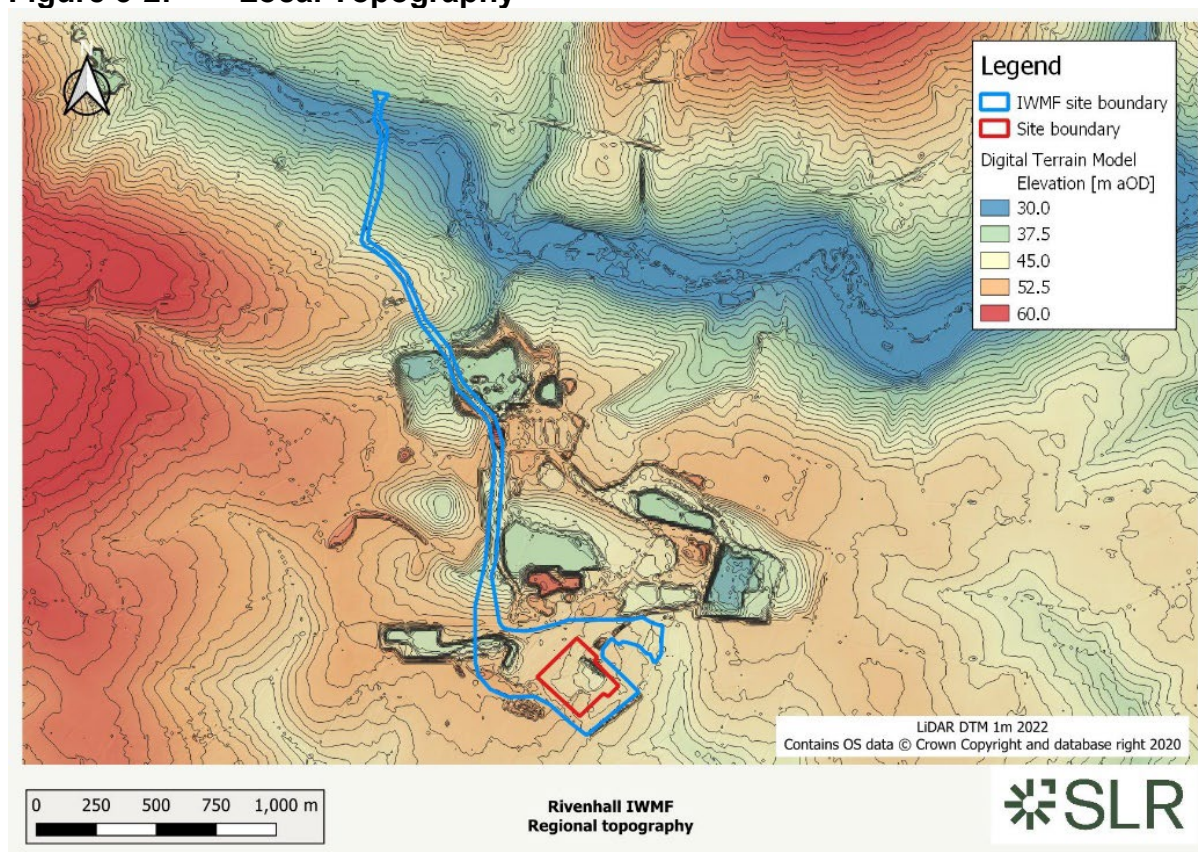 Figure Local Topography
N
Legend
IWMF site boundary
Site boundary
Digital Terrain Model
Elevation [m aOD]
30.0
37.5
45.0
52.5
60.0
LiDAR DTM 1m 2022
Contains OS data © Crown Copyright and database right 2020
0 250 500 750 1,000 m
Rivenhall IWMF
Regional topography
SLR